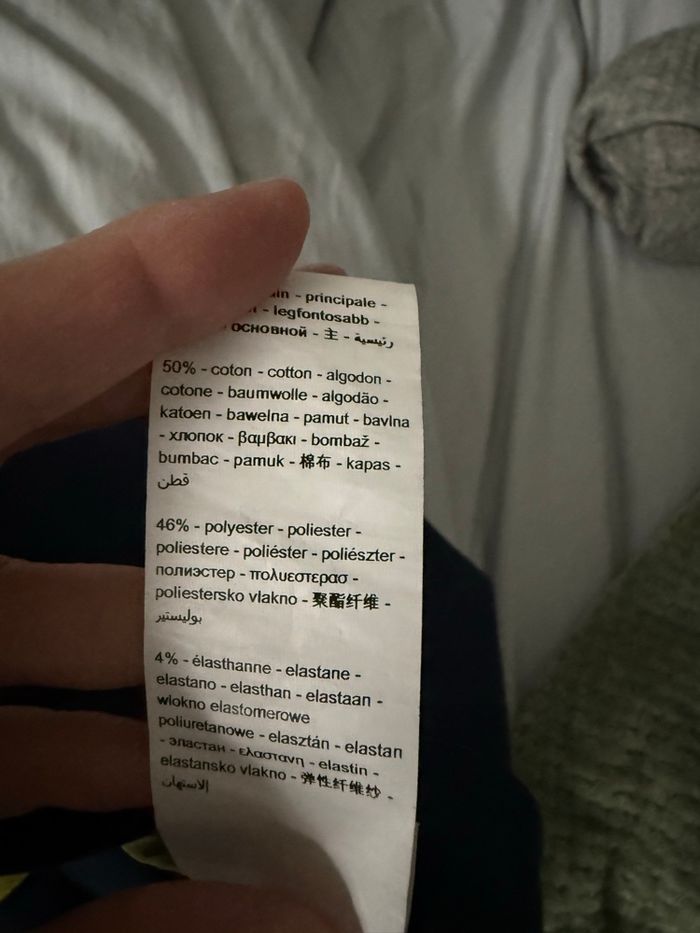 - principale -
- legfontosabb -
основной - 主 - رئيسية
50% - coton - cotton - algodon -
cotone - baumwolle - algodão -
katoen - bawelna - pamut - bavlna
- хлопок - βαμβακι - bombaž -
bumbac - pamuk - 棉布 - kapas -
قطن
46% - polyester - poliester -
poliestere - poliéster - poliészter -
полиэстер - πολυεστερασ -
poliestersko vlakno - 聚酯纤维 -
بوليستير
4% - élasthanne - elastane -
elastano - elasthan - elastaan -
wlokno elastomerowe
poliuretanowe - elasztán - elastan
- эластан - ελαστανη - elastin -
elastansko vlakno - 弹性纤维纱 -
الاستهان